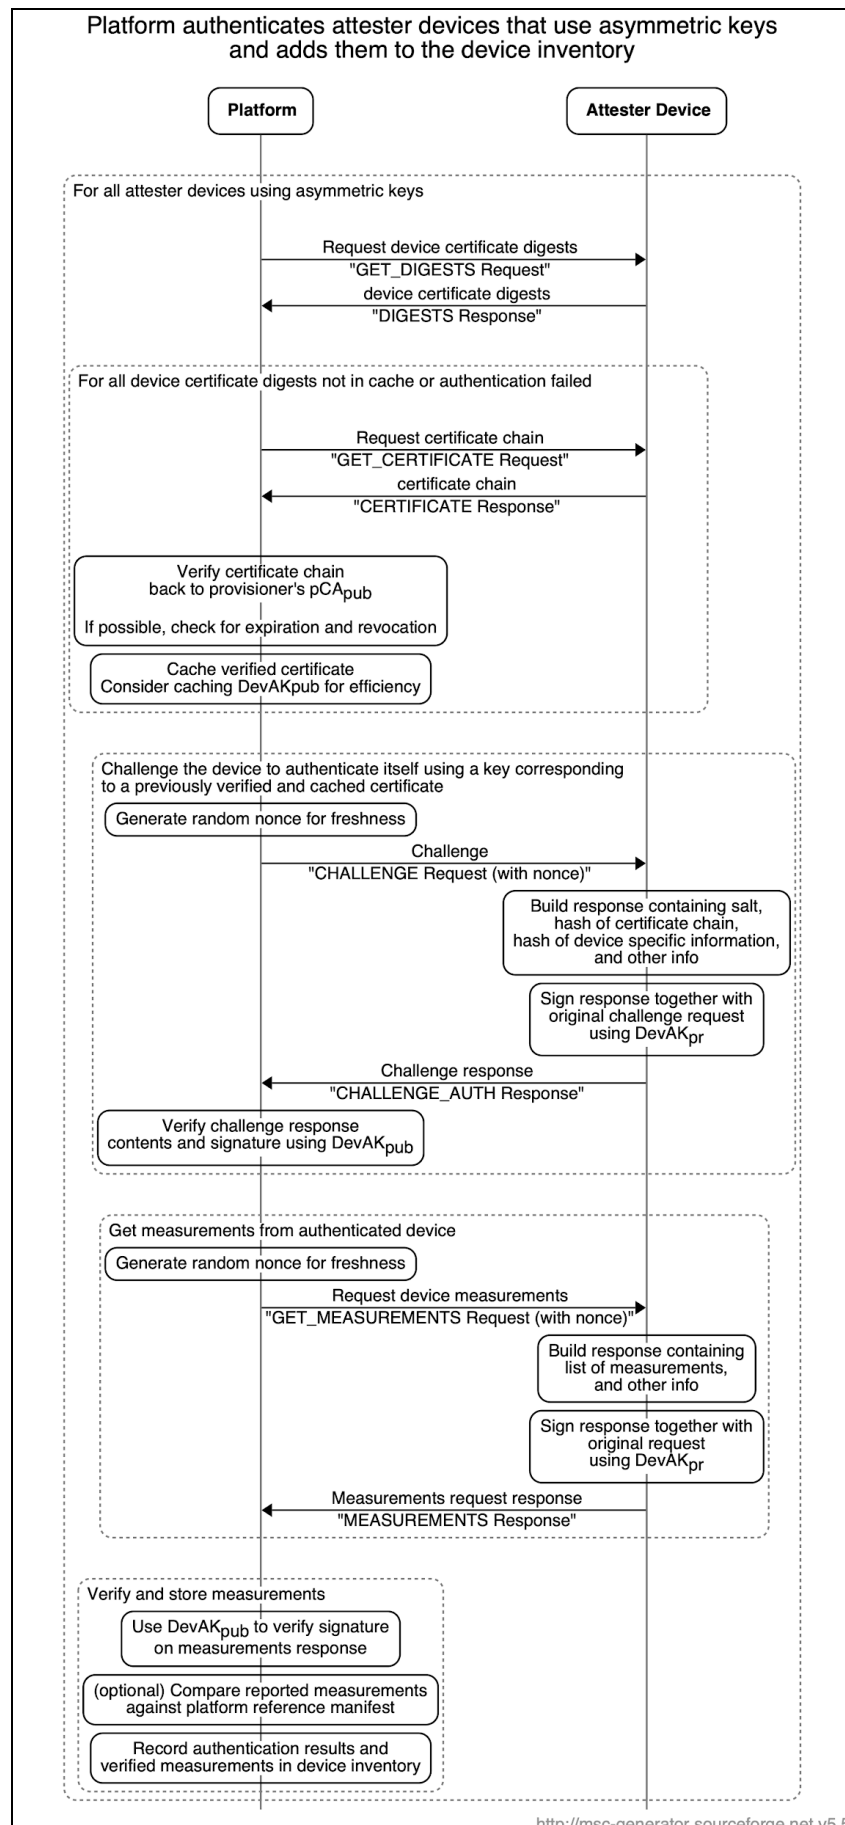 Platform authenticates attester devices that use asymmetric keys
and adds them to the device inventory
Platform
Attester Device
For all attester devices using asymmetric keys
Request device certificate digests
"GET_DIGESTS Request"
device certificate digests
"DIGESTS Response"
For all device certificate digests not in cache or authentication failed
Request certificate chain
"GET_CERTIFICATE Request"
certificate chain
"CERTIFICATE Response"
Verify certificate chain
back to provisioner's pCApub
If possible, check for expiration and revocation
Cache verified certificate
Consider caching DevAKpub for efficiency
Challenge the device to authenticate itself using a key corresponding
to a previously verified and cached certificate
Generate random nonce for freshness
Challenge
"CHALLENGE Request (with nonce)"
Build response containing salt,
hash of certificate chain,
hash of device specific information,
and other info
Sign response together with
original challenge request
using DevAKpr
Challenge response
"CHALLENGE_AUTH Response"
Verify challenge response
contents and signature using DevAKpub
Get measurements from authenticated device
Generate random nonce for freshness
Request device measurements
"GET_MEASUREMENTS Request (with nonce)"
Build response containing
list of measurements,
and other info
Sign response together with
original request
using DevAKpr
Measurements request response
"MEASUREMENTS Response"
Verify and store measurements
Use DevAKpub to verify signature
on measurements response
(optional) Compare reported measurements
against platform reference manifest
Record authentication results and
verified measurements in device inventory
http://msc-generator.sourceforge.net v5.5